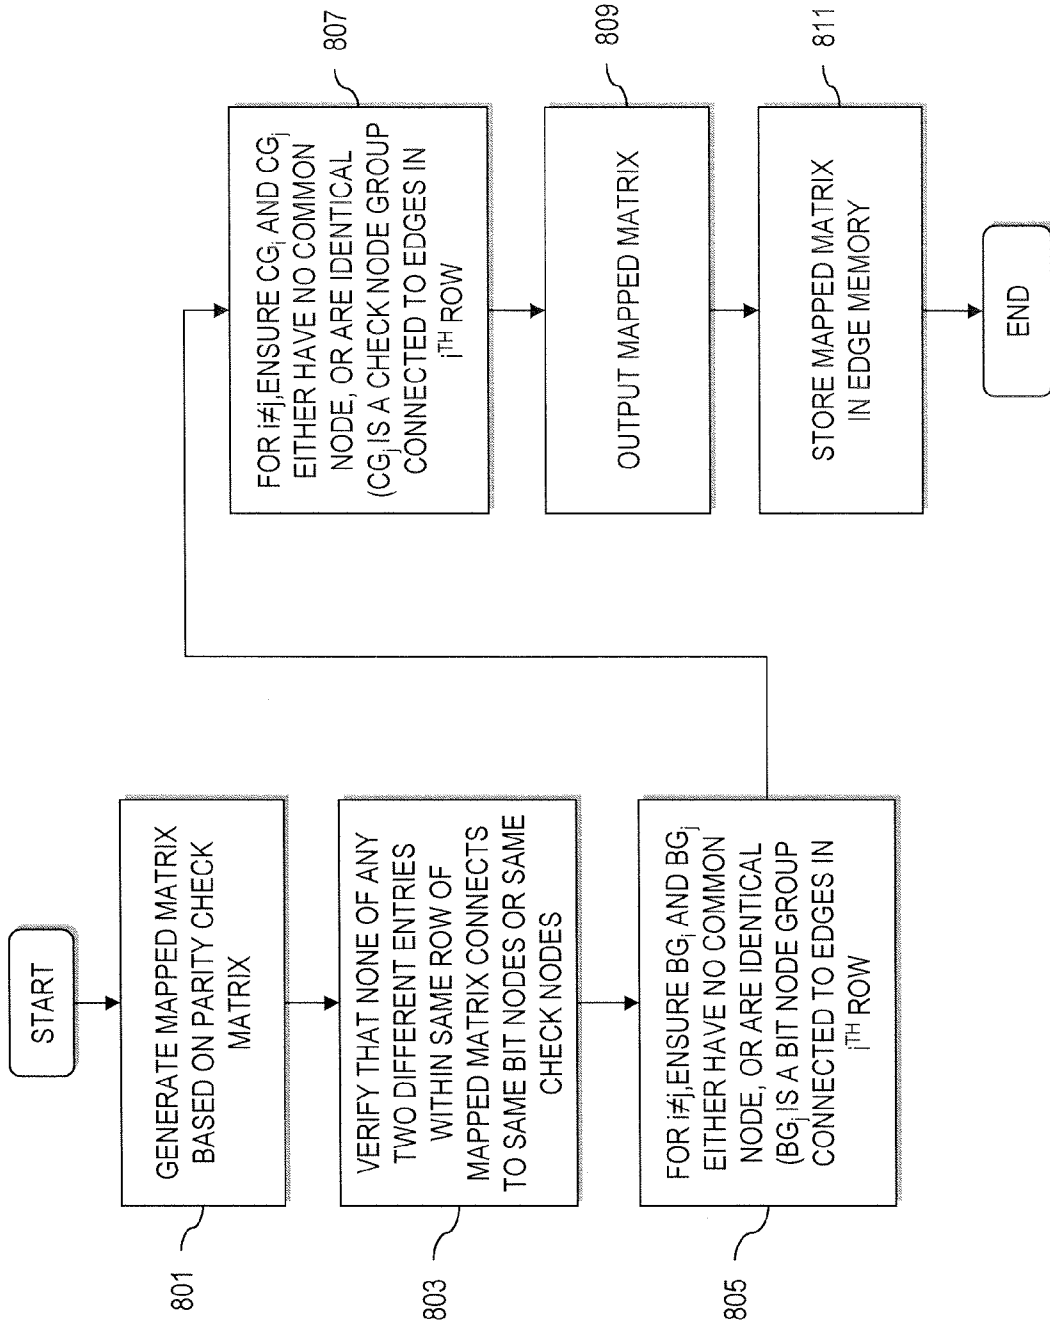 START
GENERATE MAPPED MATRIX
BASED ON PARITY CHECK
MATRIX
801
VERIFY THAT NONE OF ANY
TWO DIFFERENT ENTRIES
WITHIN SAME ROW OF
MAPPED MATRIX CONNECTS
TO SAME BIT NODES OR SAME
CHECK NODES
803
FOR i≠j,ENSURE BGi AND BGj
EITHER HAVE NO COMMON
NODE, OR ARE IDENTICAL
(BGj IS A BIT NODE GROUP
CONNECTED TO EDGES IN
jTH ROW
805
FOR i≠j,ENSURE CGi AND CGj
EITHER HAVE NO COMMON
NODE, OR ARE IDENTICAL
(CGj IS A CHECK NODE GROUP
CONNECTED TO EDGES IN
jTH ROW
807
OUTPUT MAPPED MATRIX
809
STORE MAPPED MATRIX
IN EDGE MEMORY
811
END